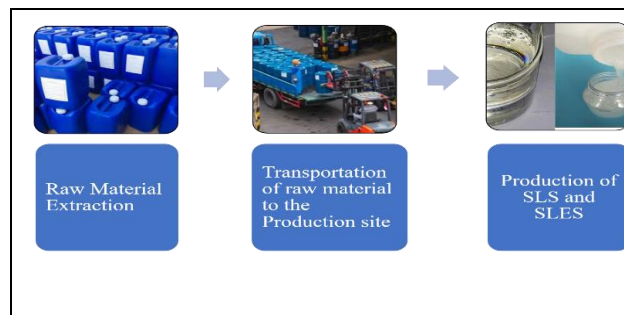 Raw Material
Extraction
Transportation
of raw material
to the
Production site
Production of
SLS and
SLES